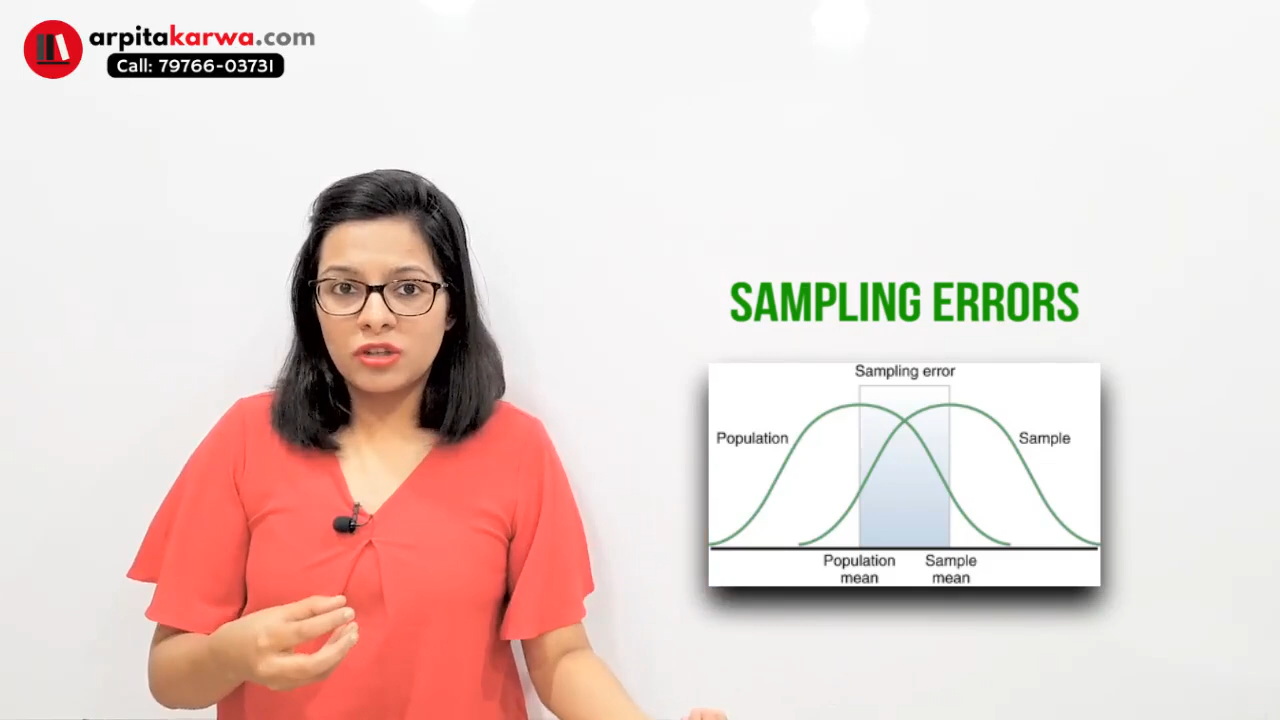 arpitakarwa.com
Call: 79766-03731
SAMPLING ERRORS
Sampling error
Population
Sample
Population mean
Sample mean